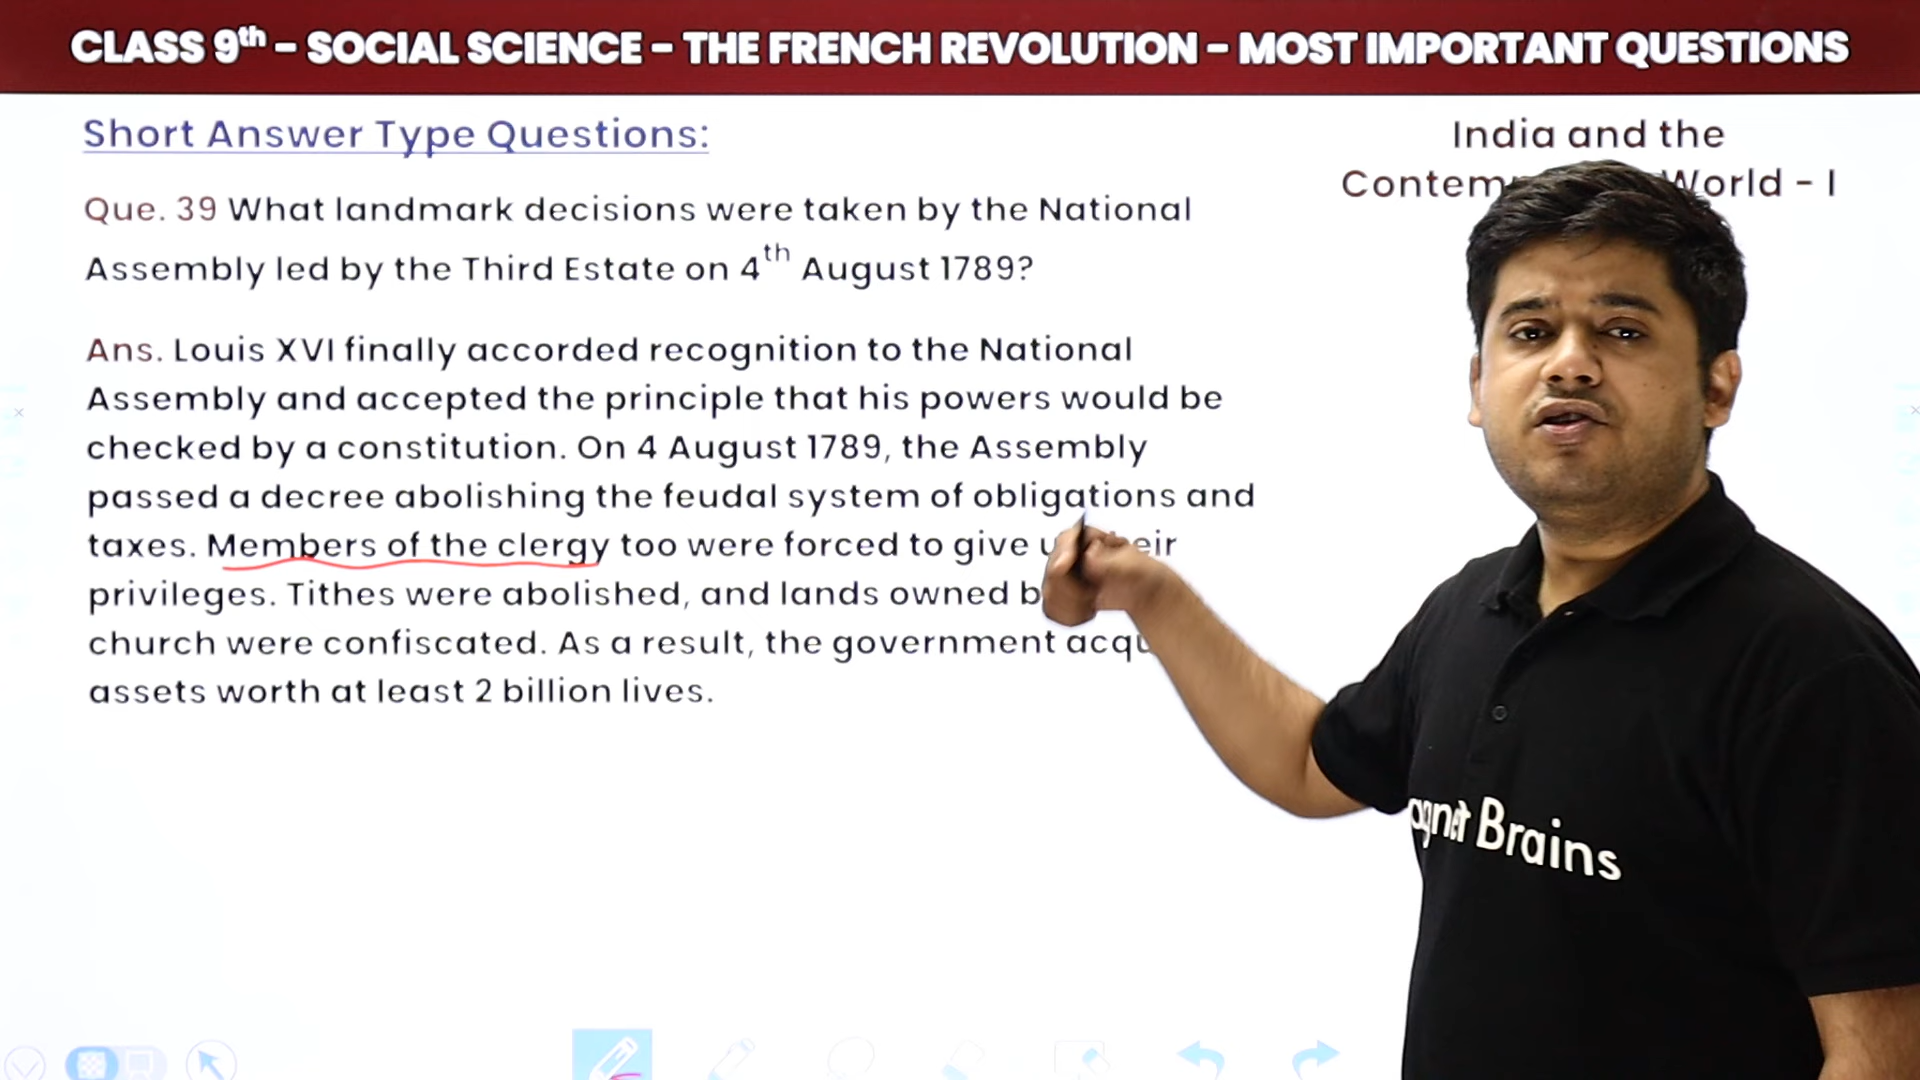 CLASS 9th – SOCIAL SCIENCE – THE FRENCH REVOLUTION – MOST IMPORTANT QUESTIONS
Short Answer Type Questions:
India and the
World - I
Que. 39 What landmark decisions were taken by the National
Assembly led by the Third Estate on 4th August 1789?
Ans. Louis XVI finally accorded recognition to the National
Assembly and accepted the principle that his powers would be
checked by a constitution. On 4 August 1789, the Assembly
passed a decree abolishing the feudal system of obligations and
taxes. Members of the clergy too were forced to give
privileges. Tithes were abolished, and lands owned
church were confiscated. As a result, the government
assets worth at least 2 billion lives.
Brains